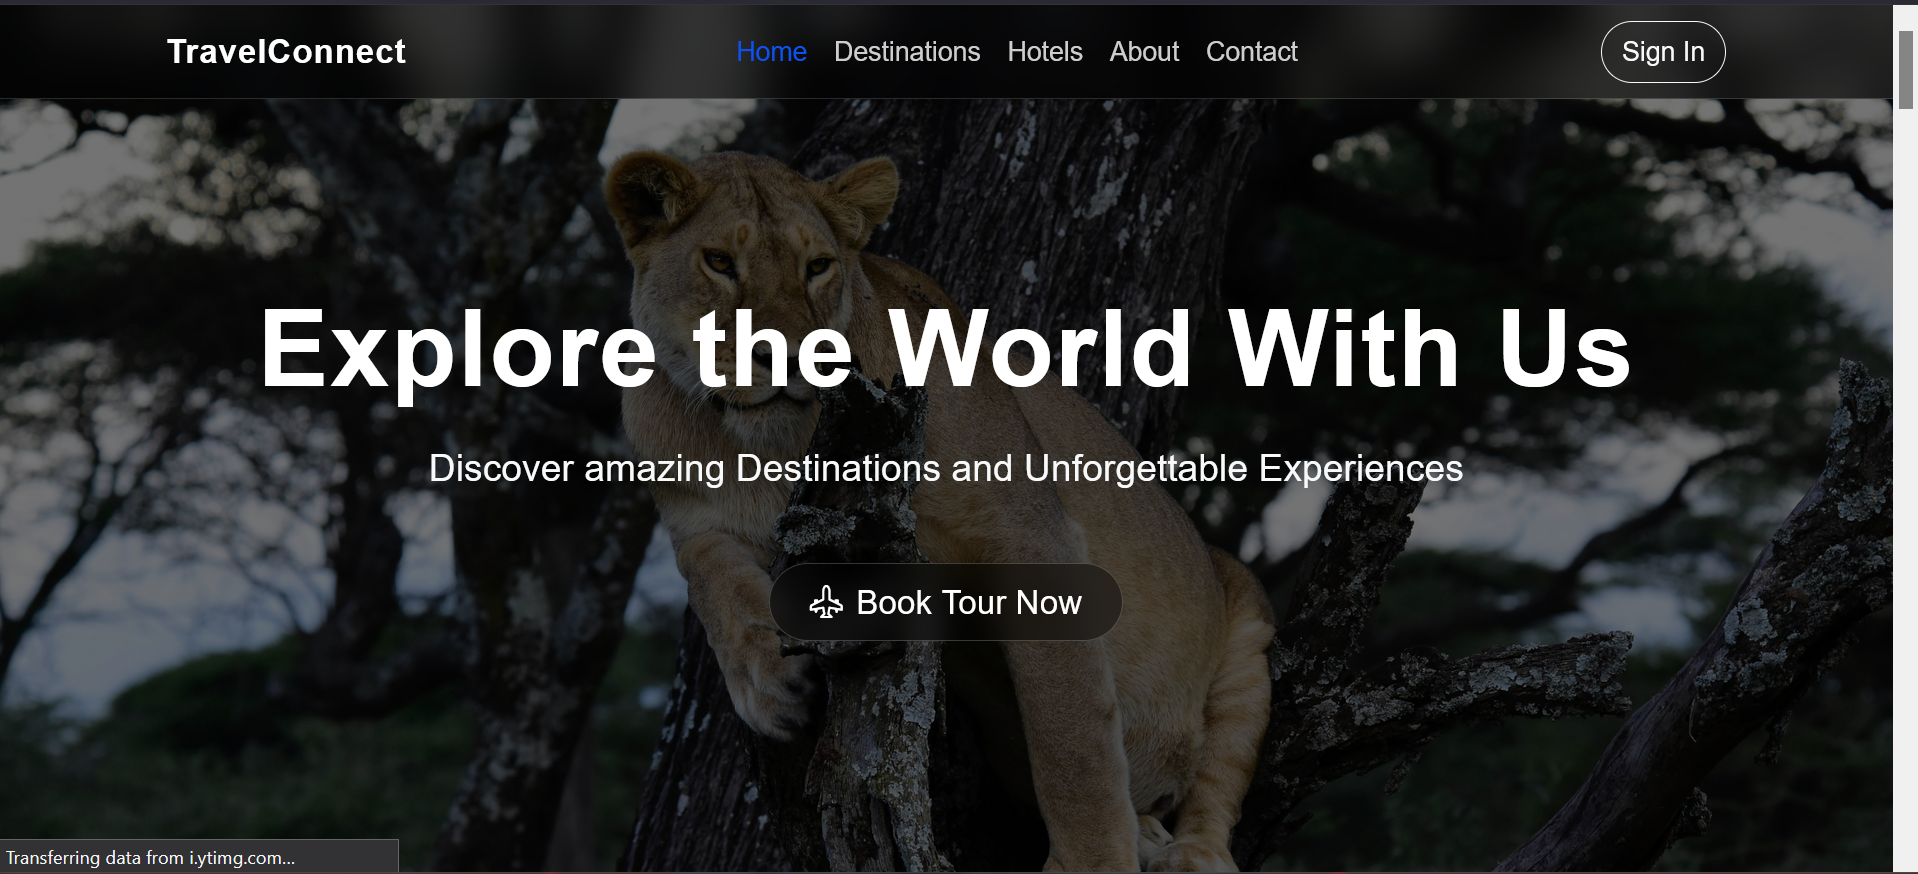 TravelConnect
Home Destinations Hotels About Contact
Sign In
Explore the World With Us
Discover amazing Destinations and Unforgettable Experiences
Book Tour Now
Transferring data from i.ytimg.com...